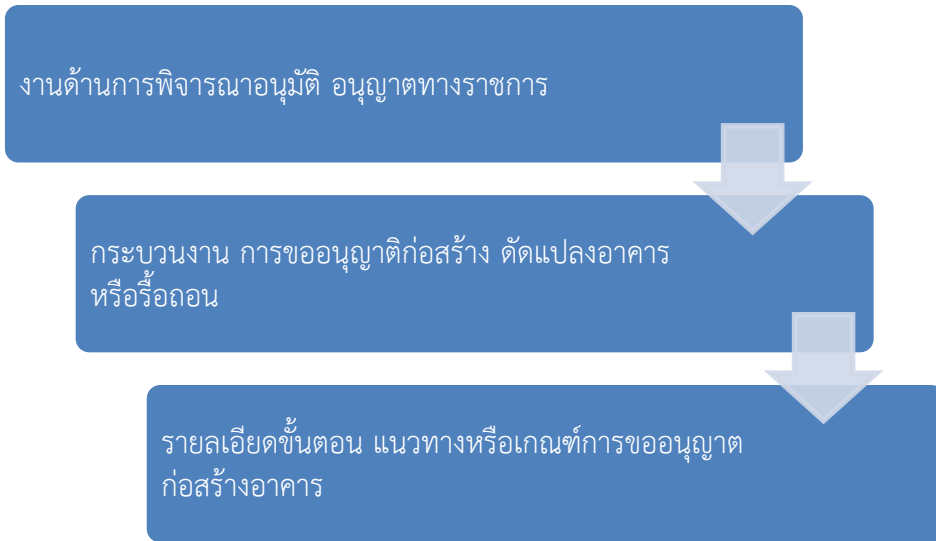 งานด้านการพิจารณาอนุมัติ อนุญาตทางราชการ
กระบวนงาน การขออนุญาติก่อสร้าง ดัดแปลงอาคาร
หรือรื้อถอน
รายลเอียดขั้นตอน แนวทางหรือเกณฑ์การขออนุญาต
ก่อสร้างอาคาร